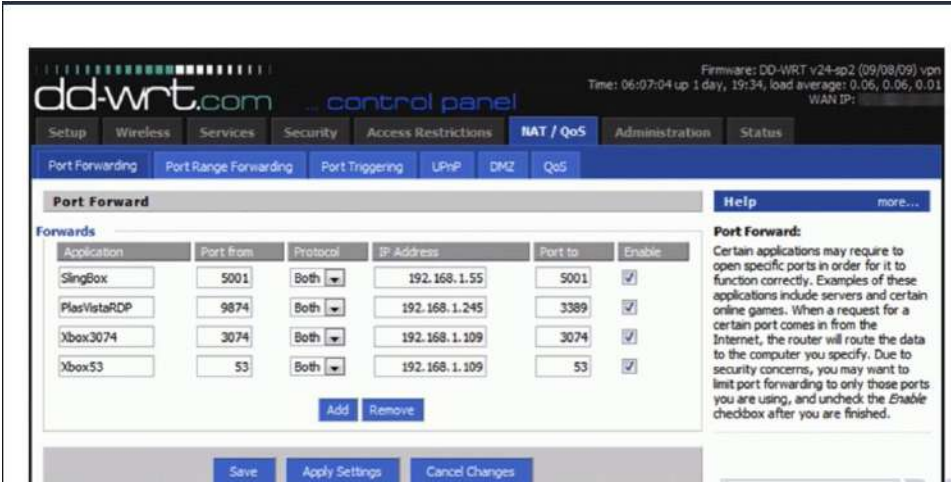 dd-wrt.com ... control panel
Firmware: DD-WRT v24-sp2 (09/08/09) vpn
Time: 06:07:04 up 1 day, 19:34, load average: 0.06, 0.06, 0.01
WAN IP:
Setup Wireless Services Security Access Restrictions NAT / QoS Administration Status
Port Forwarding Port Range Forwarding Port Triggering UPnP DMZ QoS
Port Forward
Forwards
Application Port from Protocol IP Address Port to Enable
SlingBox 5001 Both 192.168.1.55 5001
PlasVistaRDP 9874 Both 192.168.1.245 3389
Xbox3074 3074 Both 192.168.1.109 3074
Xbox53 53 Both 192.168.1.109 53
Add Remove
Save Apply Settings Cancel Changes
Help more...
Port Forward:
Certain applications may require to
open specific ports in order for it to
function correctly. Examples of these
applications include servers and certain
online games. When a request for a
certain port comes in from the
Internet, the router will route the data
to the computer you specify. Due to
security concerns, you may want to
limit port forwarding to only those ports
you are using, and uncheck the Enable
checkbox after you are finished.